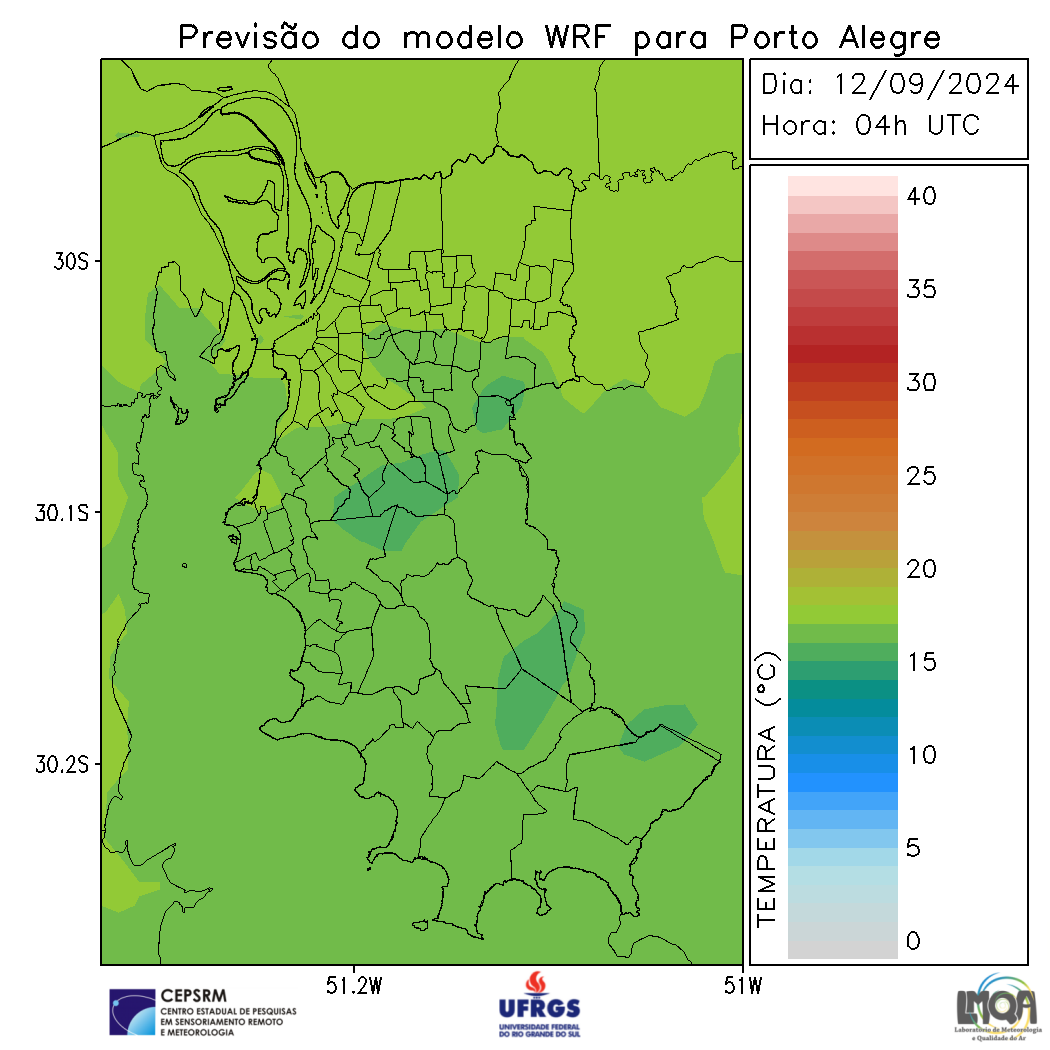 Previsão do modelo WRF para Porto Alegre
Dia: 12/09/2024
Hora: 04h UTC
40
35
30
25
20
15
10
5
0
TEMPERATURA (°C)
30S
30.1S
30.2S
51.2W
51W
CEPSRM
CENTRO ESTADUAL DE PESQUISAS
EM SENSORIAMENTO REMOTO
E METEOROLOGIA
UFRGS
UNIVERSIDADE FEDERAL
DO RIO GRANDE DO SUL
LMQA
Laboratório de Meteorologia
e Qualidade do Ar